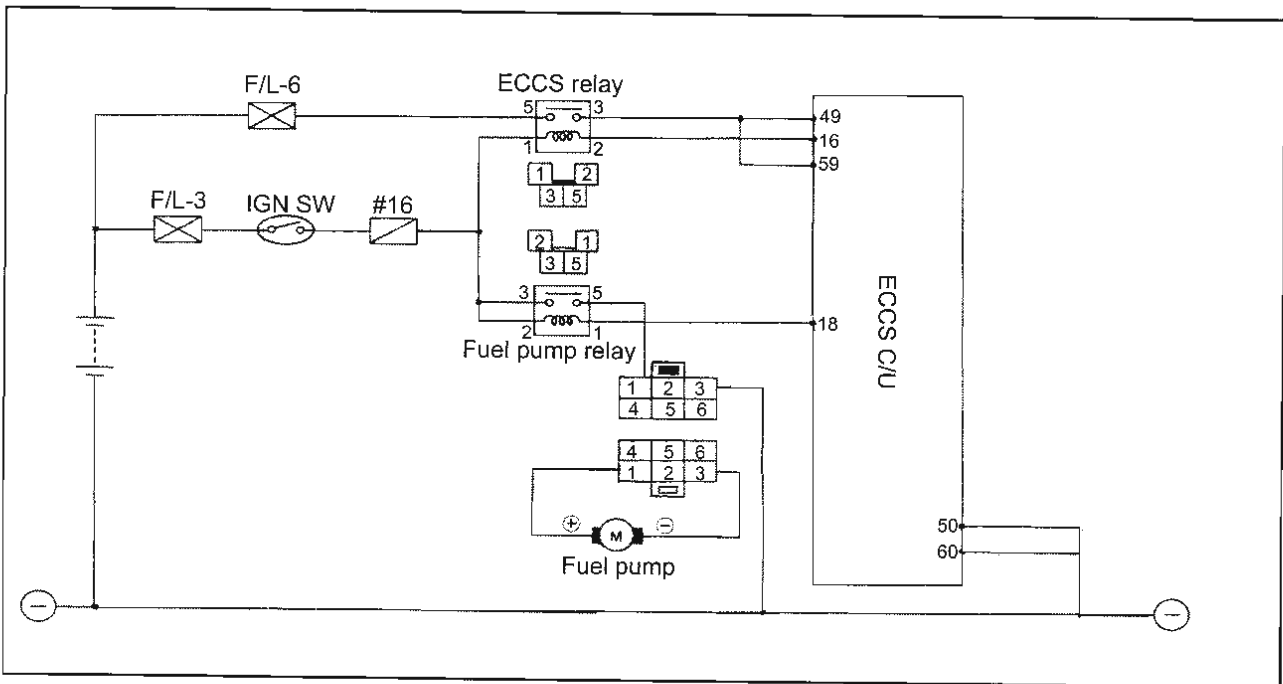 F/L-6
ECCS relay
5 3
1 2
49
16
59
1 2
3 5
F/L-3
IGN SW
#16
2 1
3 5
3 5
2 1
Fuel pump relay
18
ECCS C/U
1 2 3
4 5 6
4 5 6
1 2 3
+
M
−
Fuel pump
50
60
−
−